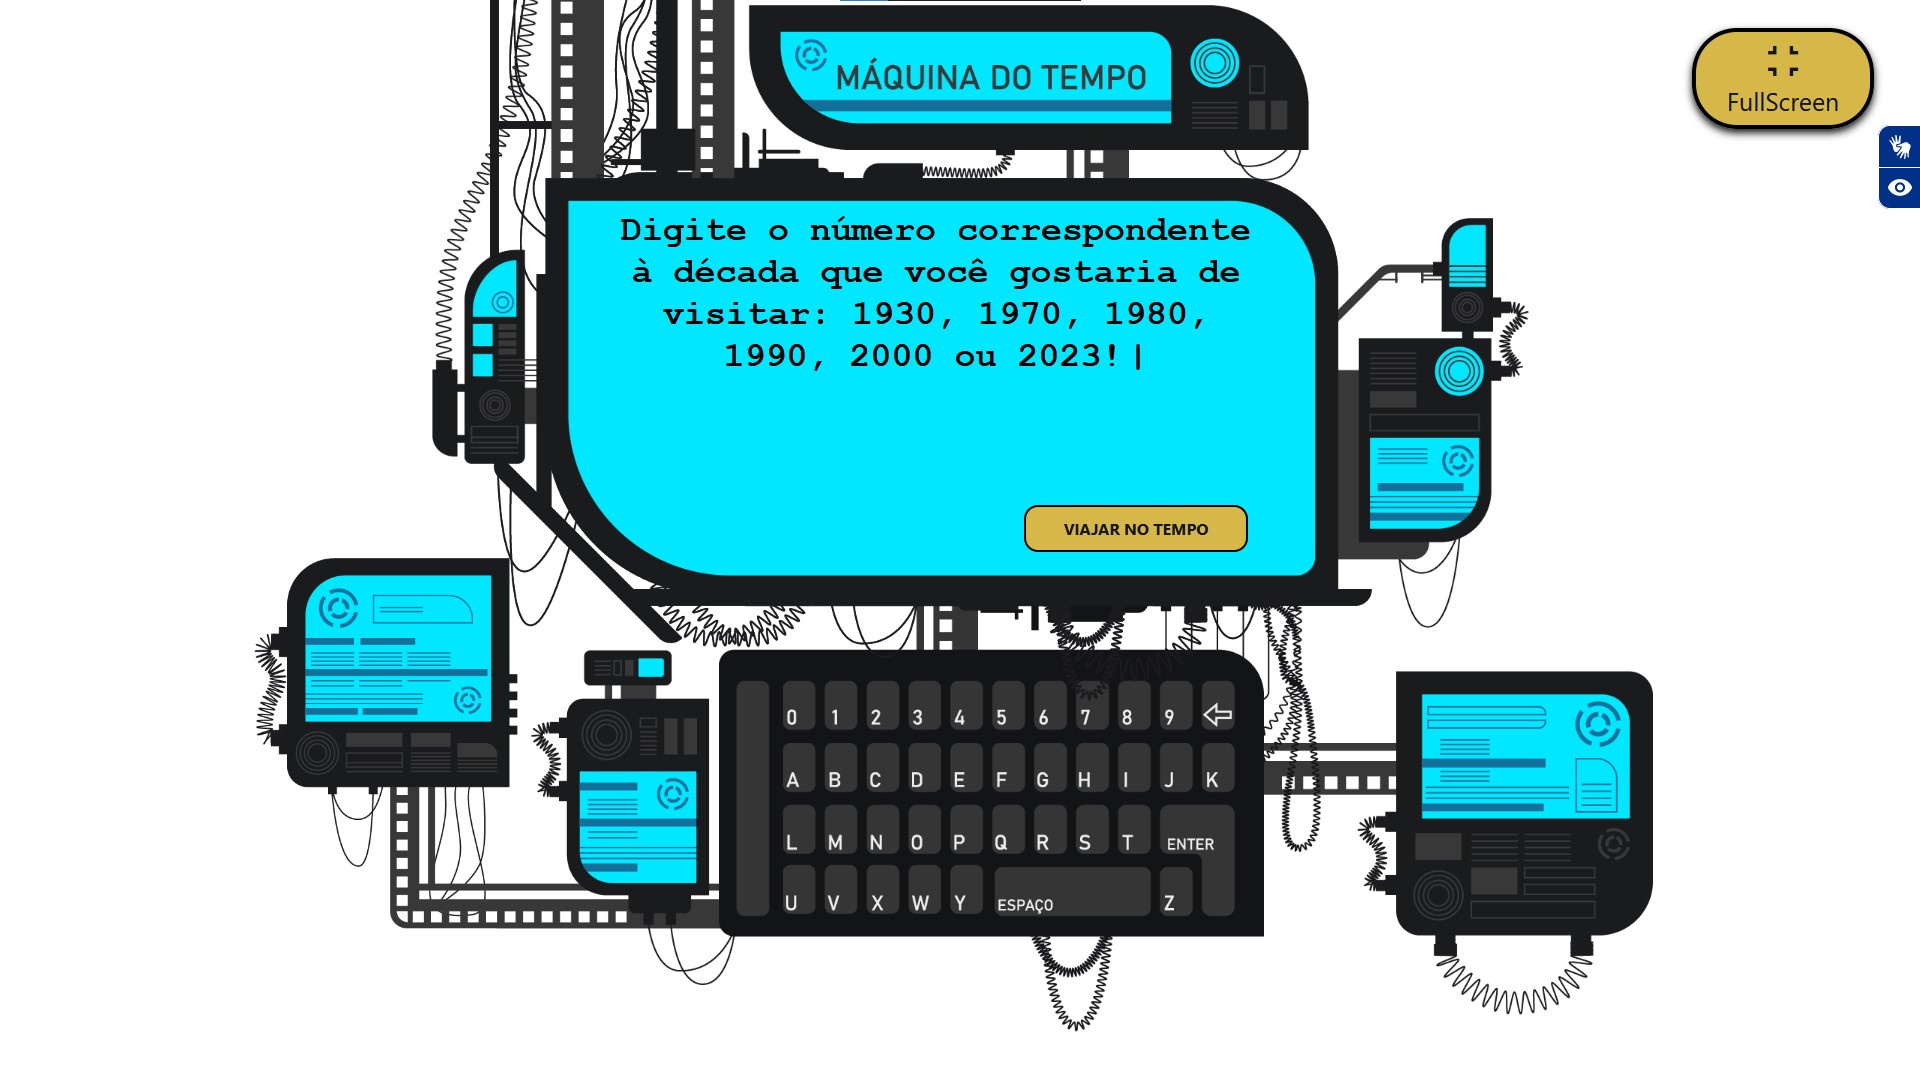 MÁQUINA DO TEMPO
FullScreen
Digite o número correspondente
à década que você gostaria de
visitar: 1930, 1970, 1980,
1990, 2000 ou 2023!|
VIAJAR NO TEMPO
0 1 2 3 4 5 6 7 8 9
A B C D E F G H I J K
L M N O P Q R S T ENTER
U V X W Y ESPAÇO Z